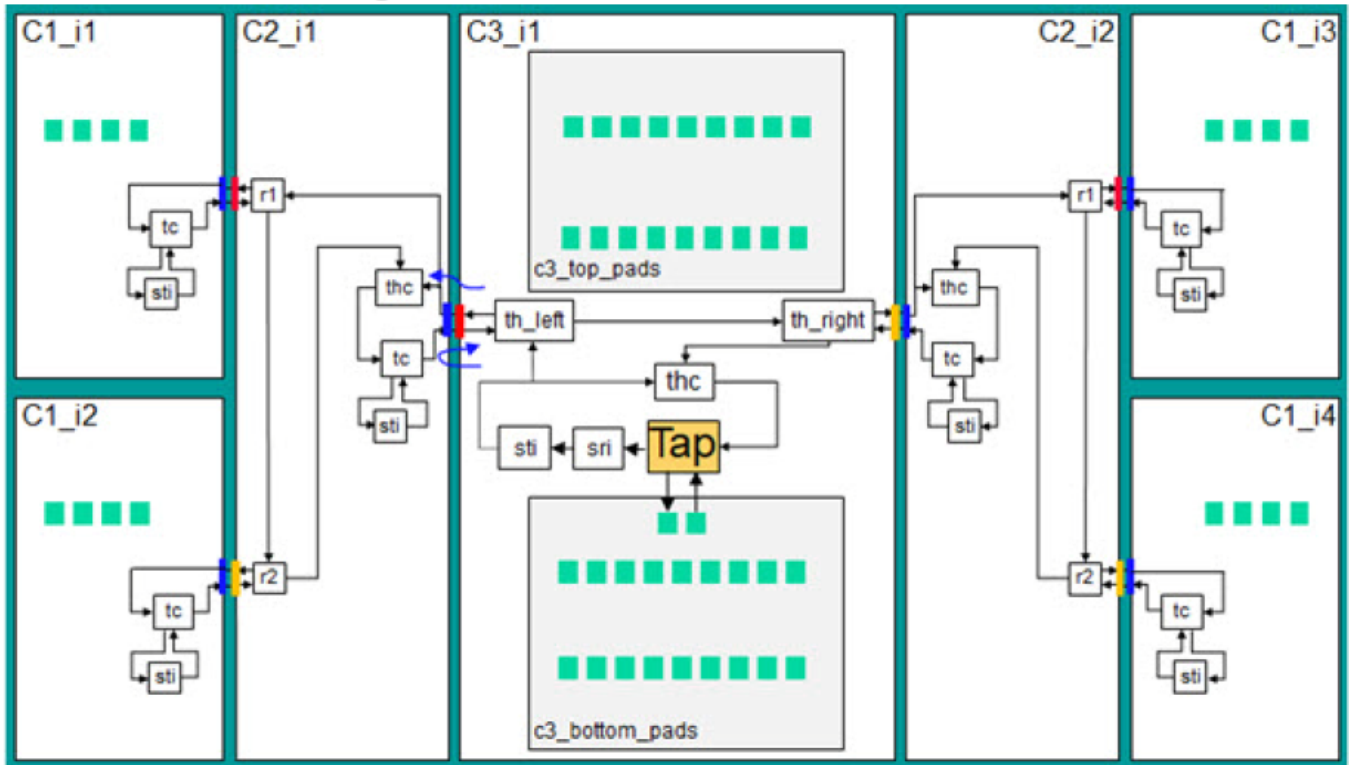 C1_i1
C2_i1
C3_i1
C2_i2
C1_i3
r1
r1
tc
tc
sti
sti
c3_top_pads
thc
thc
th_left
th_right
tc
tc
thc
sti
sti
C1_i2
C1_i4
sti
sri
Tap
r2
r2
tc
tc
sti
sti
c3_bottom_pads